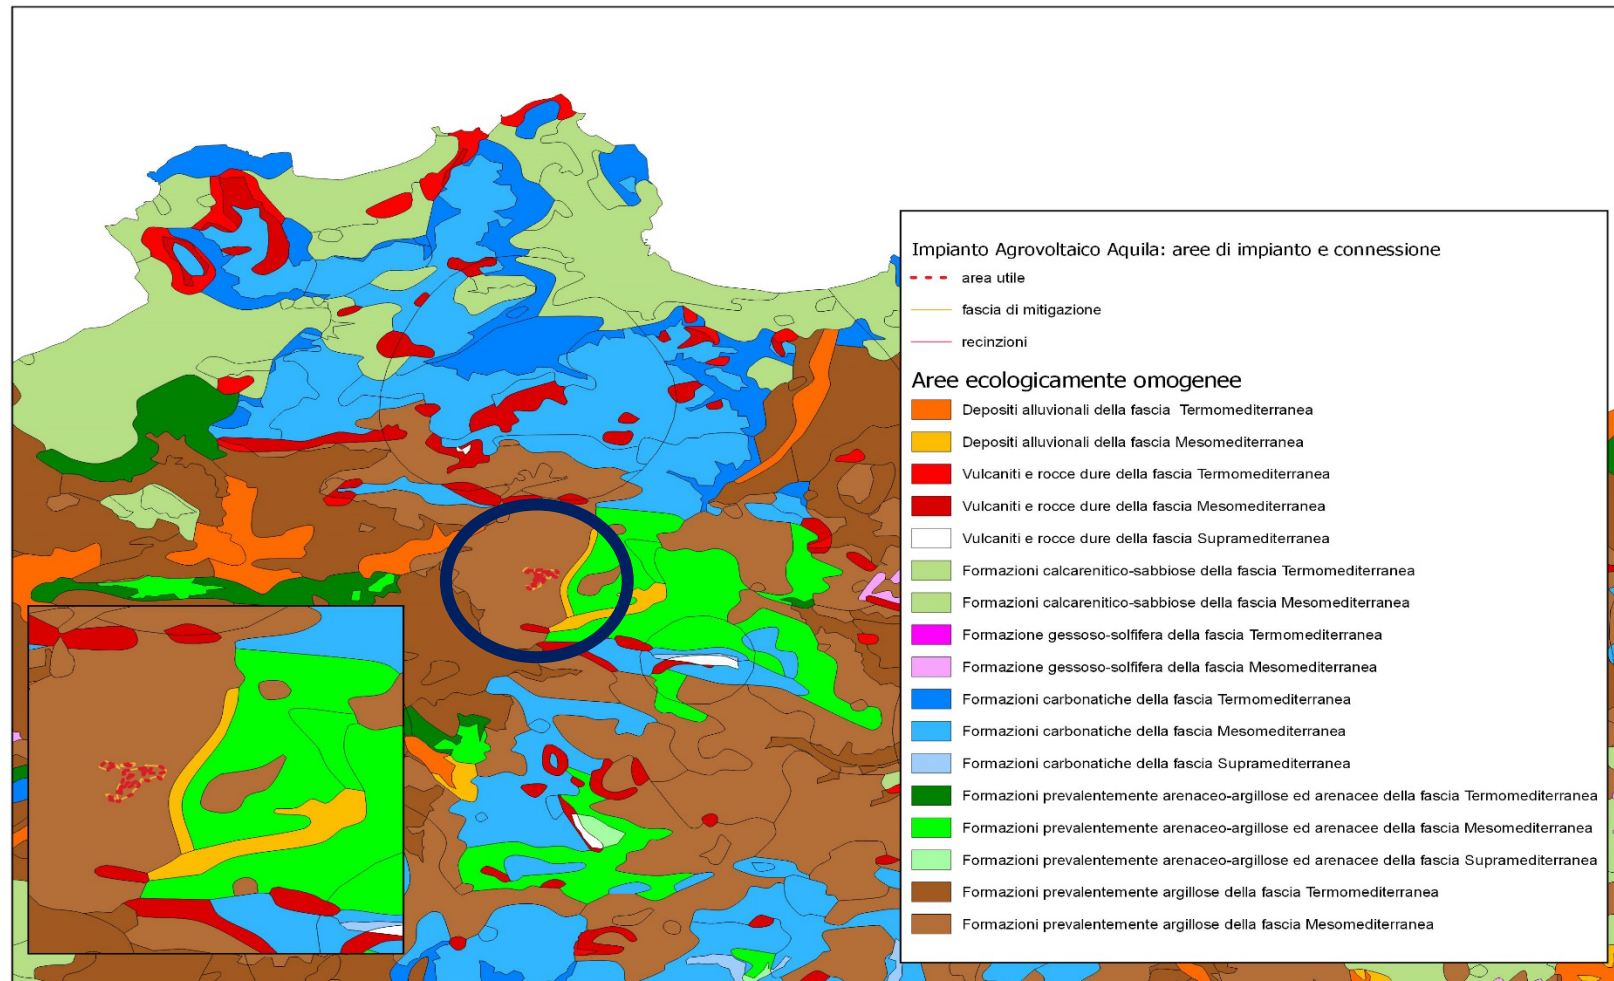 Impianto Agrovoltaico Aquila: aree di impianto e connessione
area utile
fascia di mitigazione
recinzioni
Aree ecologicamente omogenee
Depositi alluvionali della fascia Termomediterranea
Depositi alluvionali della fascia Mesomediterranea
Vulcaniti e rocce dure della fascia Termomediterranea
Vulcaniti e rocce dure della fascia Mesomediterranea
Vulcaniti e rocce dure della fascia Supramediterranea
Formazioni calcarenitico-sabbiose della fascia Termomediterranea
Formazioni calcarenitico-sabbiose della fascia Mesomediterranea
Formazione gessoso-solfifera della fascia Termomediterranea
Formazione gessoso-solfifera della fascia Mesomediterranea
Formazioni carbonatiche della fascia Termomediterranea
Formazioni carbonatiche della fascia Mesomediterranea
Formazioni carbonatiche della fascia Supramediterranea
Formazioni prevalentemente arenaceo-argillose ed arenacee della fascia Termomediterranea
Formazioni prevalentemente arenaceo-argillose ed arenacee della fascia Mesomediterranea
Formazioni prevalentemente arenaceo-argillose ed arenacee della fascia Supramediterranea
Formazioni prevalentemente argillose della fascia Termomediterranea
Formazioni prevalentemente argillose della fascia Mesomediterranea